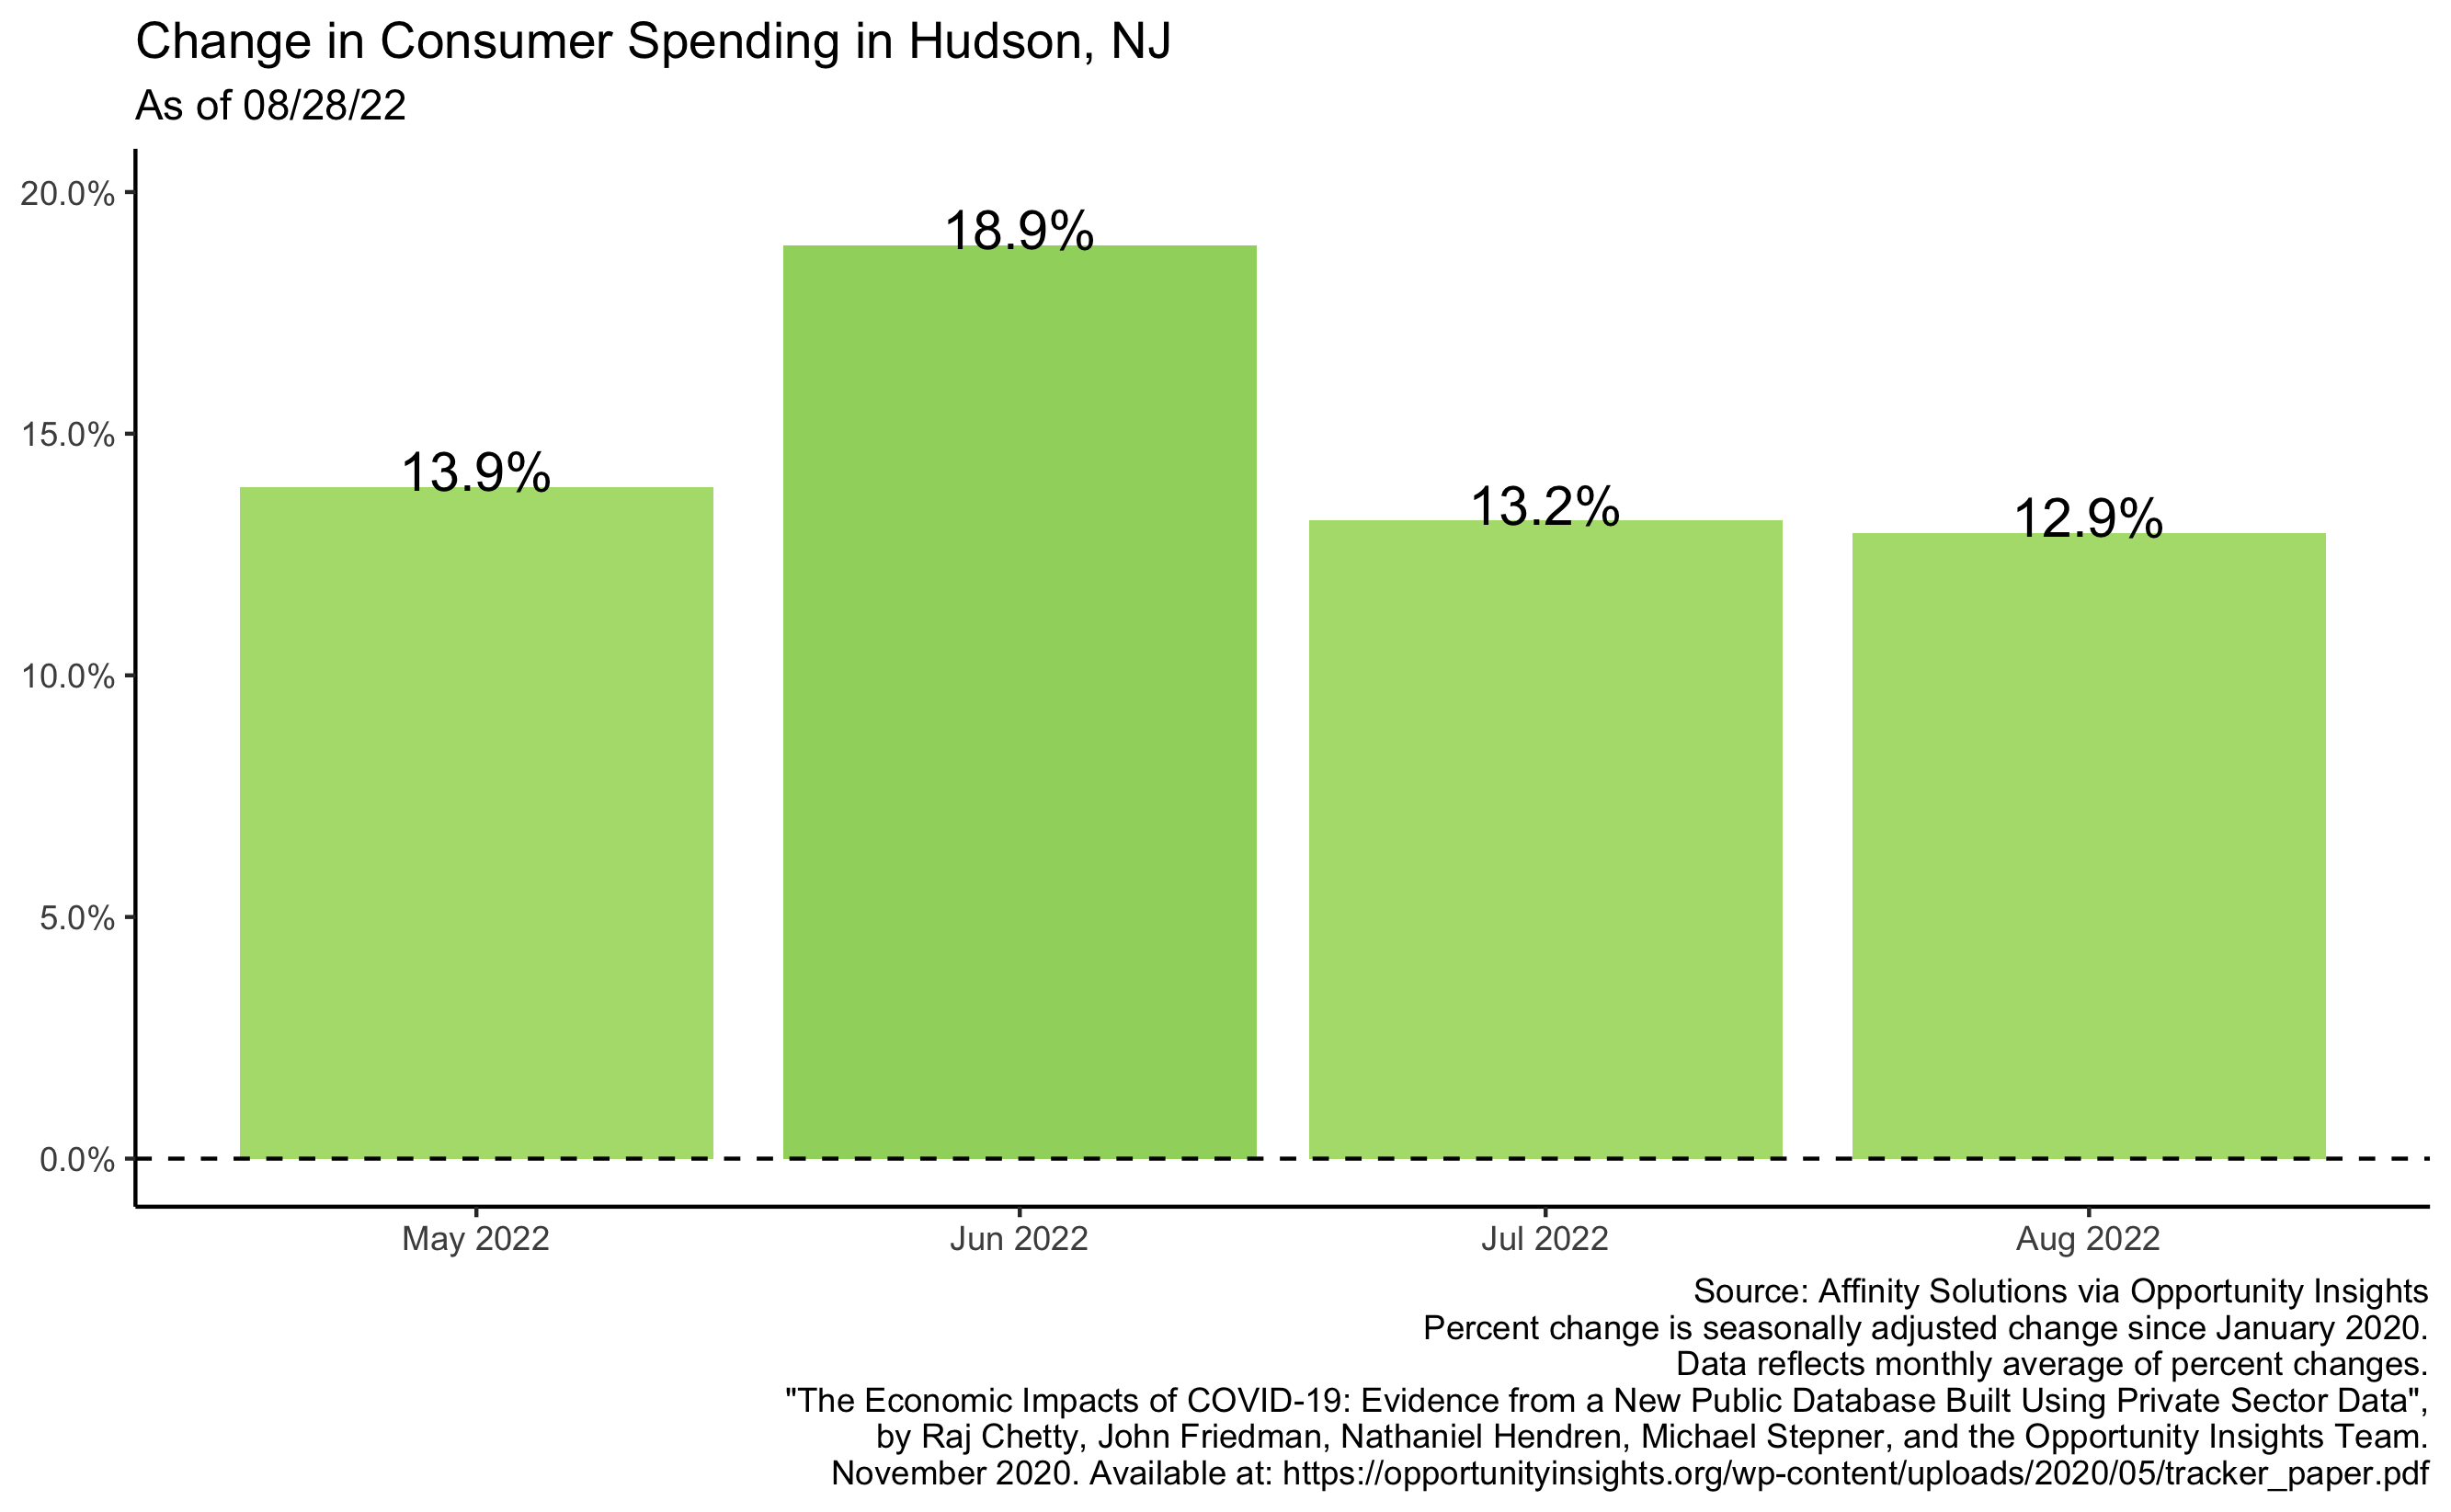 Change in Consumer Spending in Hudson, NJ
As of 08/28/22
20.0%
15.0%
10.0%
5.0%
0.0%
13.9%
18.9%
13.2%
12.9%
May 2022
Jun 2022
Jul 2022
Aug 2022
Source: Affinity Solutions via Opportunity Insights
Percent change is seasonally adjusted change since January 2020.
Data reflects monthly average of percent changes.
"The Economic Impacts of COVID-19: Evidence from a New Public Database Built Using Private Sector Data",
by Raj Chetty, John Friedman, Nathaniel Hendren, Michael Stepner, and the Opportunity Insights Team.
November 2020. Available at: https://opportunityinsights.org/wp-content/uploads/2020/05/tracker_paper.pdf